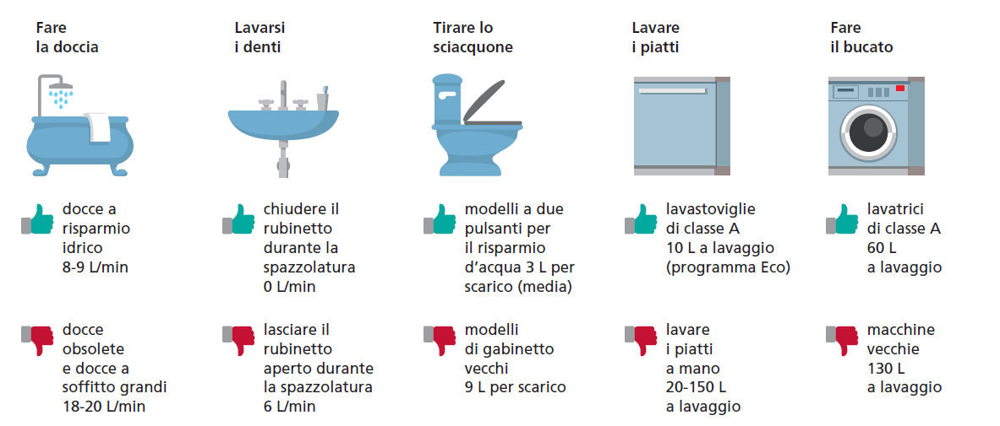 Fare
la doccia
Lavarsi
i denti
Tirare lo
sciacquone
Lavare
i piatti
Fare
il bucato
docce a
risparmio
idrico
8-9 L/min
chiudere il
rubinetto
durante la
spazzolatura
0 L/min
modelli a due
pulsanti per
il risparmio
d’acqua 3 L per
scarico (media)
lavastoviglie
di classe A
10 L a lavaggio
(programma Eco)
lavatrici
di classe A
60 L
a lavaggio
docce
obsolete
e docce a
soffitto grandi
18-20 L/min
lasciare il
rubinetto
aperto durante
la spazzolatura
6 L/min
modelli
di gabinetto
vecchi
9 L per scarico
lavare
i piatti
a mano
20-150 L
a lavaggio
macchine
vecchie
130 L
a lavaggio